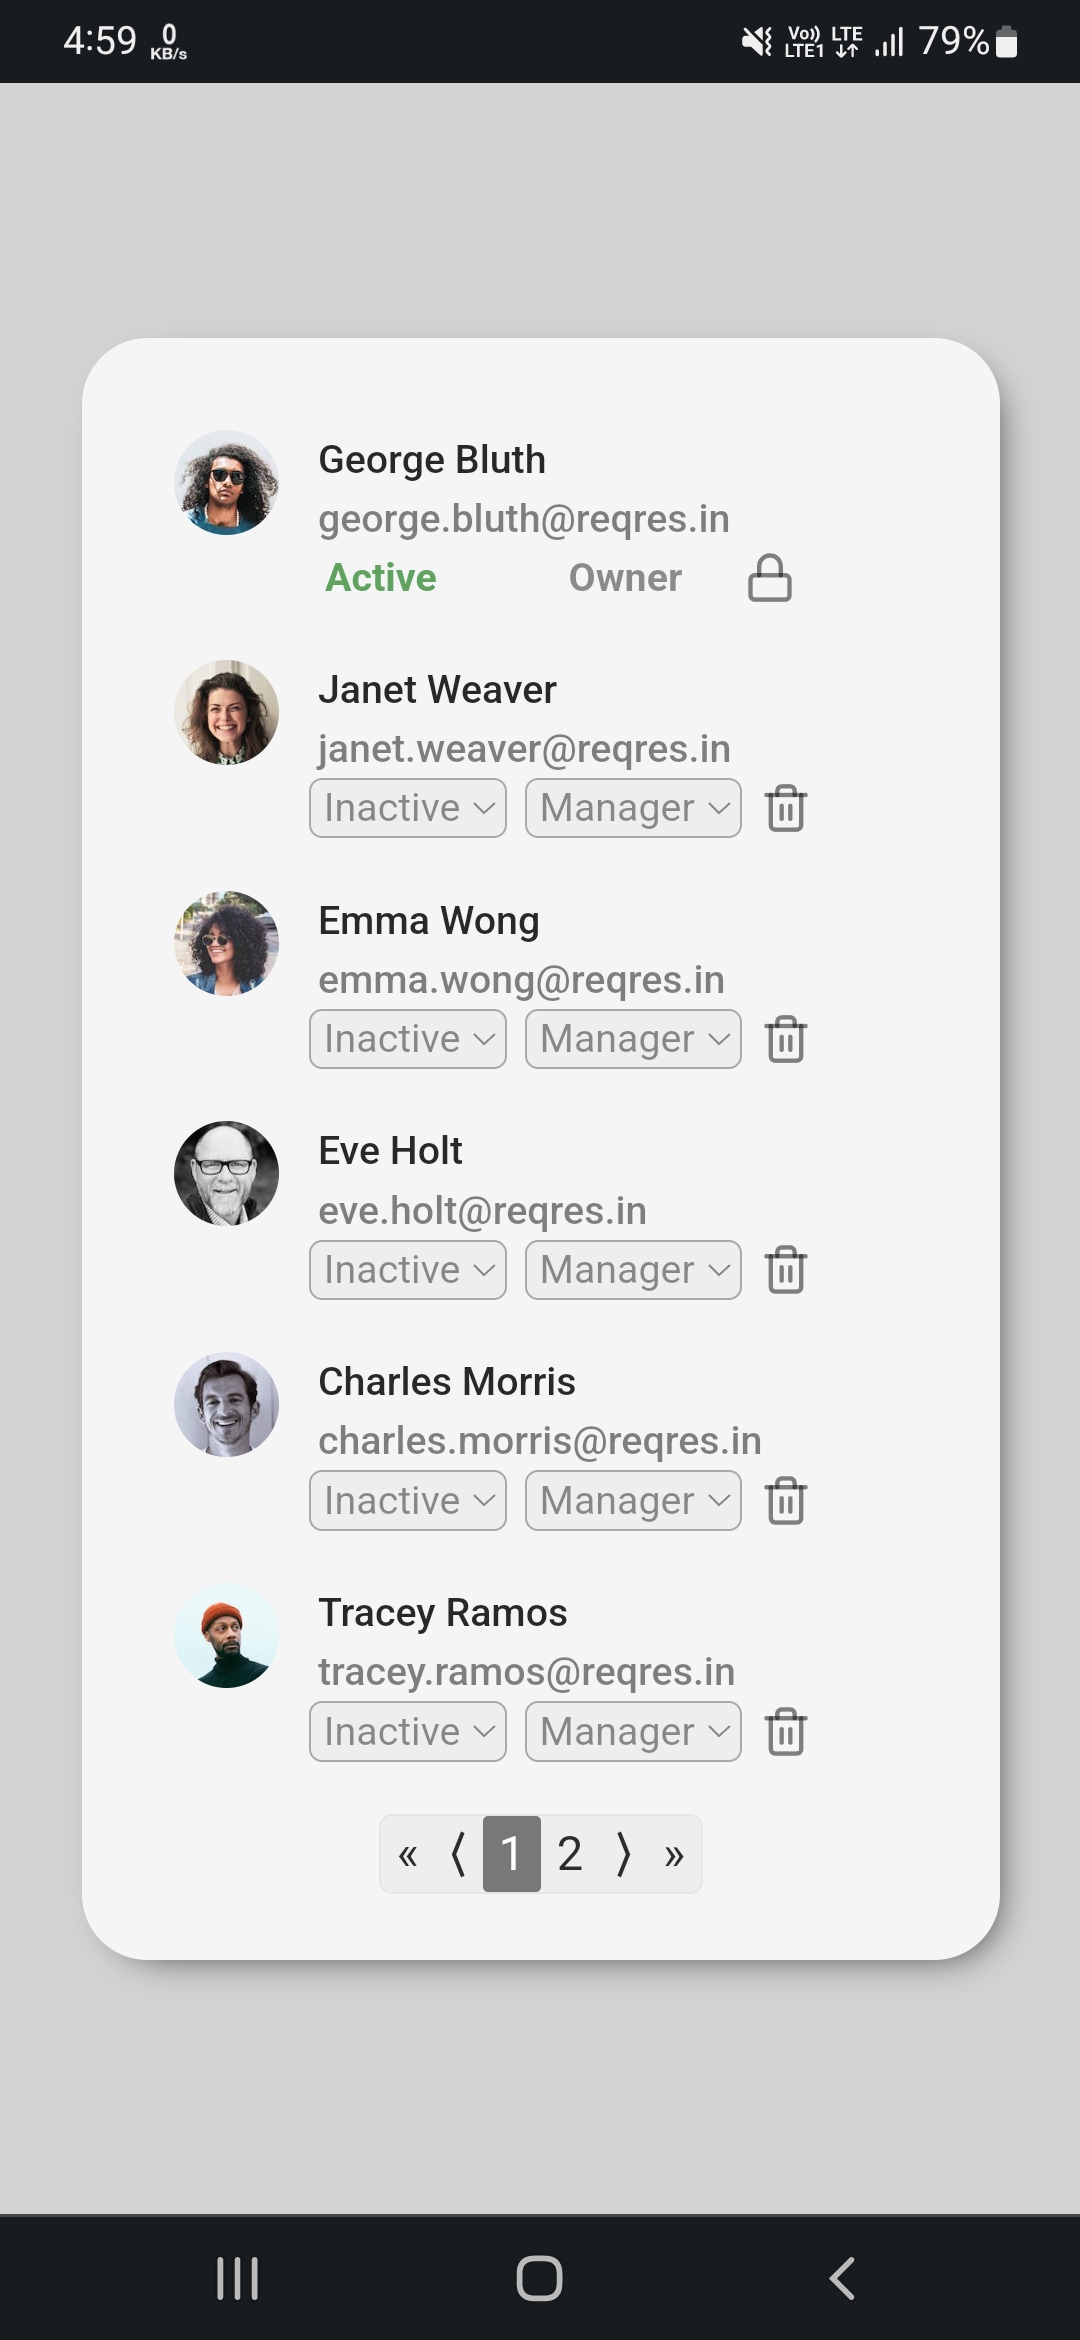 4:59 0 KB/s Vo)) LTE1 LTE 79%
George Bluth
george.bluth@reqres.in
Active Owner
Janet Weaver
janet.weaver@reqres.in
Inactive Manager
Emma Wong
emma.wong@reqres.in
Inactive Manager
Eve Holt
eve.holt@reqres.in
Inactive Manager
Charles Morris
charles.morris@reqres.in
Inactive Manager
Tracey Ramos
tracey.ramos@reqres.in
Inactive Manager
« ⟨ 1 2 ⟩ »